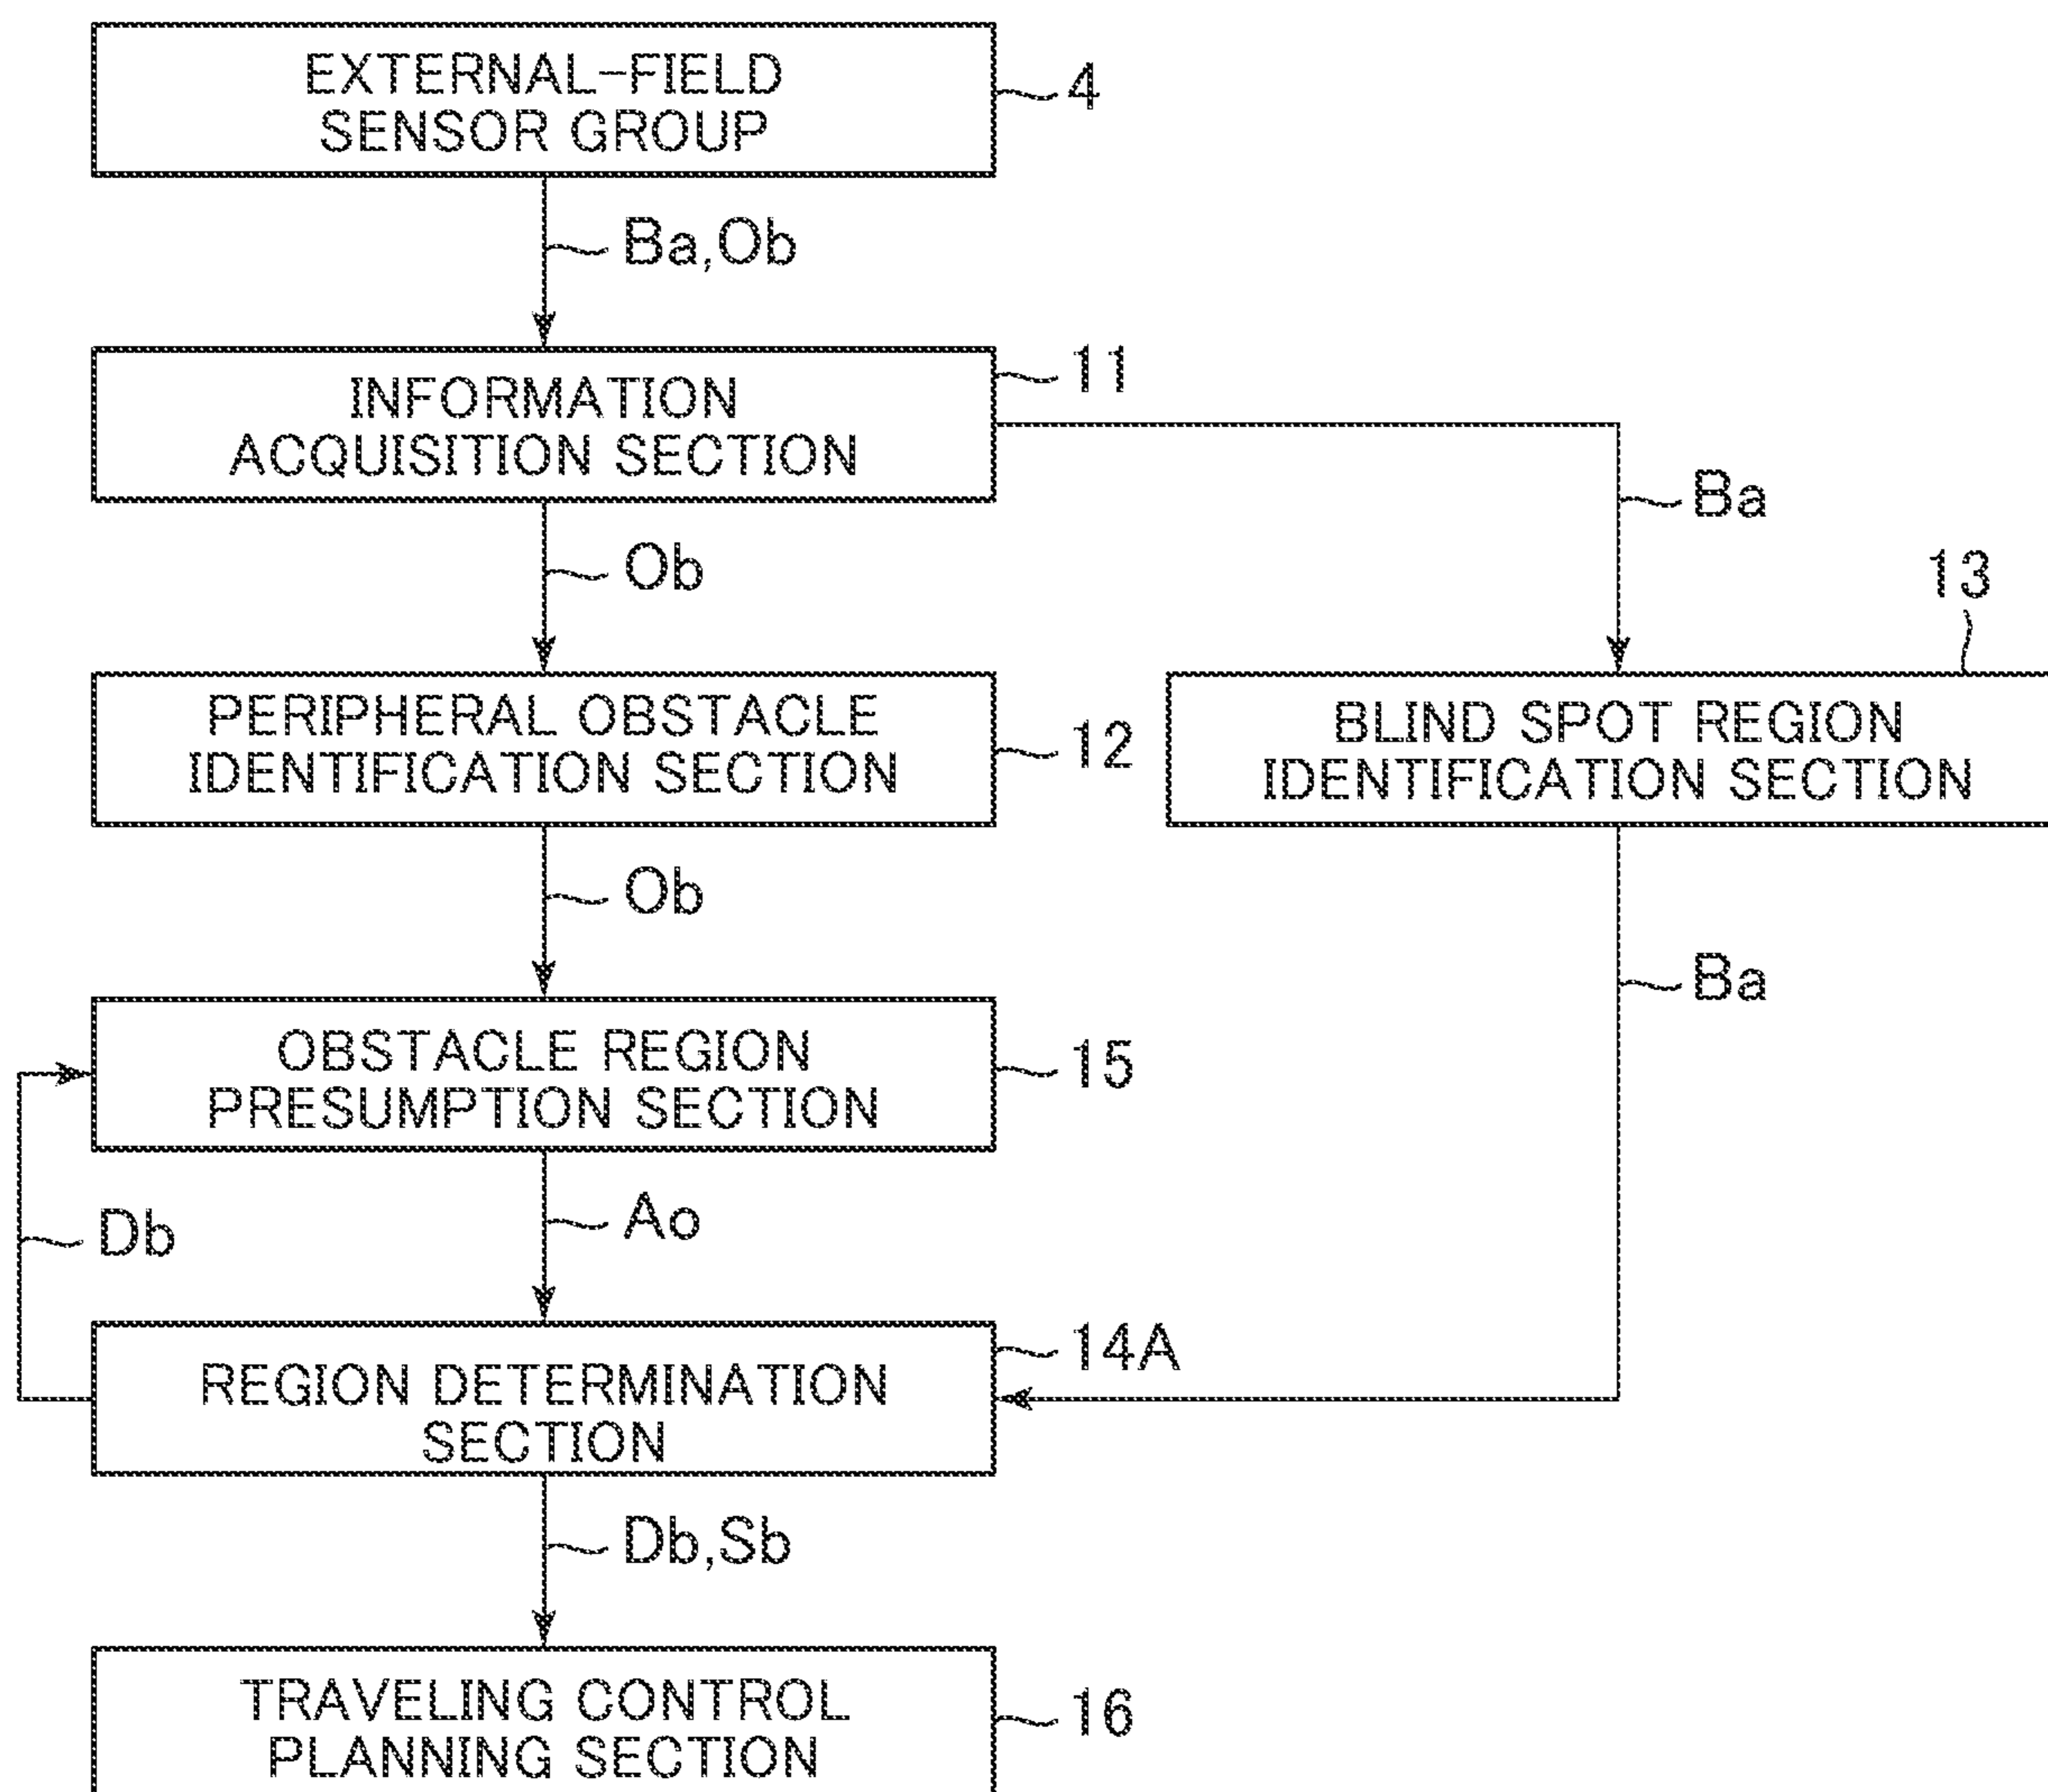 EXTERNAL-FIELD
SENSOR GROUP
4
Ba,Ob
INFORMATION
ACQUISITION SECTION
11
Ba
Ob
13
PERIPHERAL OBSTACLE
IDENTIFICATION SECTION
12
BLIND SPOT REGION
IDENTIFICATION SECTION
Ob
Ba
OBSTACLE REGION
PRESUMPTION SECTION
15
Db
Ao
REGION DETERMINATION
SECTION
14A
Db,Sb
TRAVELING CONTROL
PLANNING SECTION
16